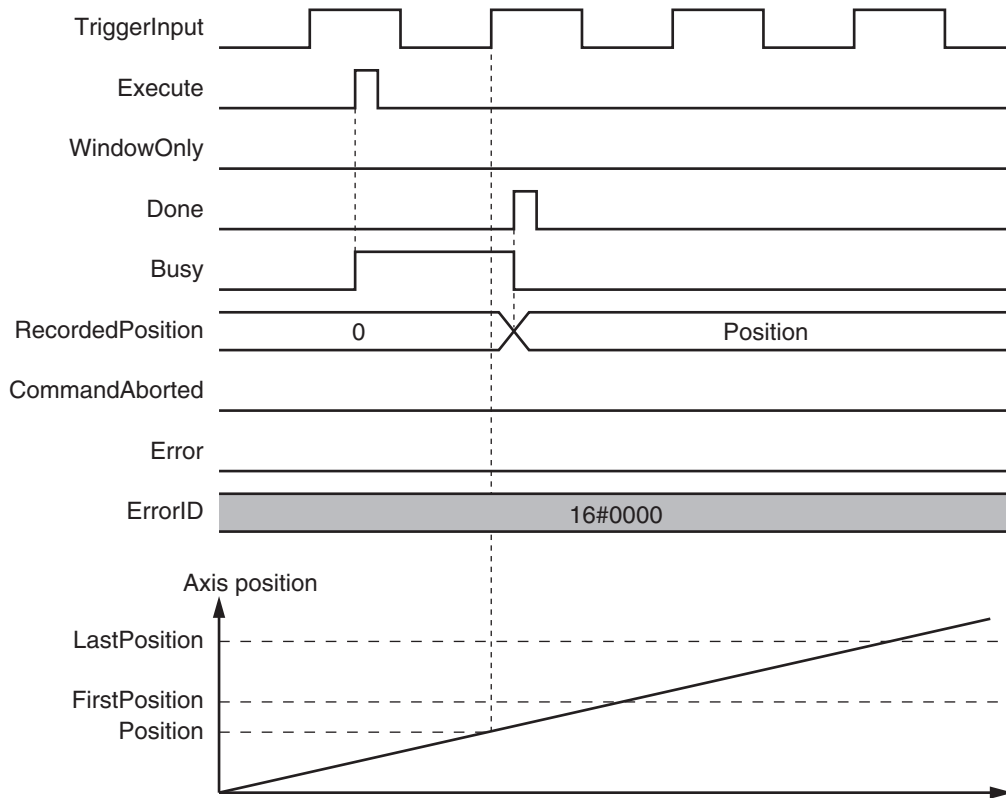 TriggerInput
Execute
WindowOnly
Done
Busy
RecordedPosition 0 Position
CommandAborted
Error
ErrorID 16#0000
Axis position
LastPosition
FirstPosition
Position